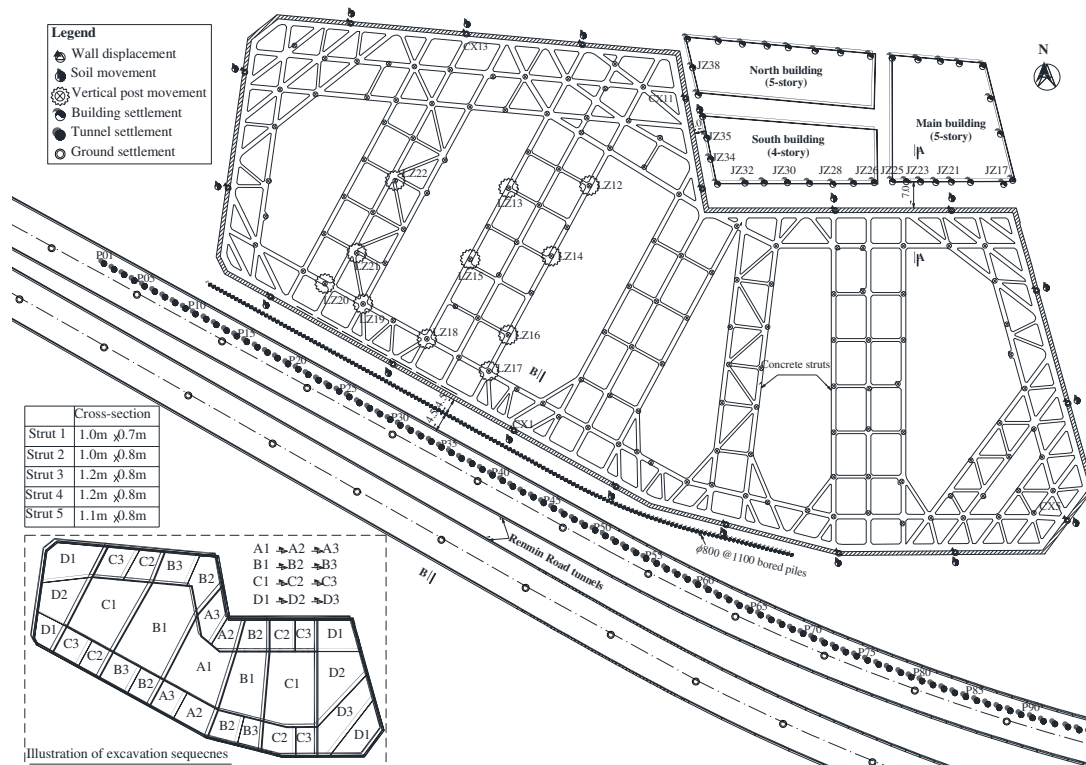 Legend
Wall displacement
Soil movement
Vertical post movement
Building settlement
Tunnel settlement
Ground settlement
CX13
CX11
JZ38
North building
(5-story)
N
JZ35
JZ34
South building
(4-story)
Main building
(5-story)
A
JZ32 JZ30 JZ28 JZ26 JZ25 JZ23 JZ21 JZ17
7.00
A
LZ22
LZ13
LZ12
LZ14
LZ15
LZ21
LZ20
LZ19
LZ18
LZ16
LZ17
B
CX1
Concrete struts
CX5
P01
P05
P10
P15
P20
P25
P30
P35
P40
P45
P50
P55
P60
P65
P70
P75
P80
P85
P90
ϕ800 @1100 bored piles
Renmin Road tunnels
B
Cross-section
Strut 1 1.0m x0.7m
Strut 2 1.0m x0.8m
Strut 3 1.2m x0.8m
Strut 4 1.2m x0.8m
Strut 5 1.1m x0.8m
A1 A2 A3
B1 B2 B3
C1 C2 C3
D1 D2 D3
D1 C3 C2 B3 B2
D2 C1 B1 A3
A2 B2 C2 C3 D1
D1 C3 C2 B3 B2 A3 A2
A1 B1 C1 D2
D3
B2 B3 C2 C3 D1
Illustration of excavation sequecnes